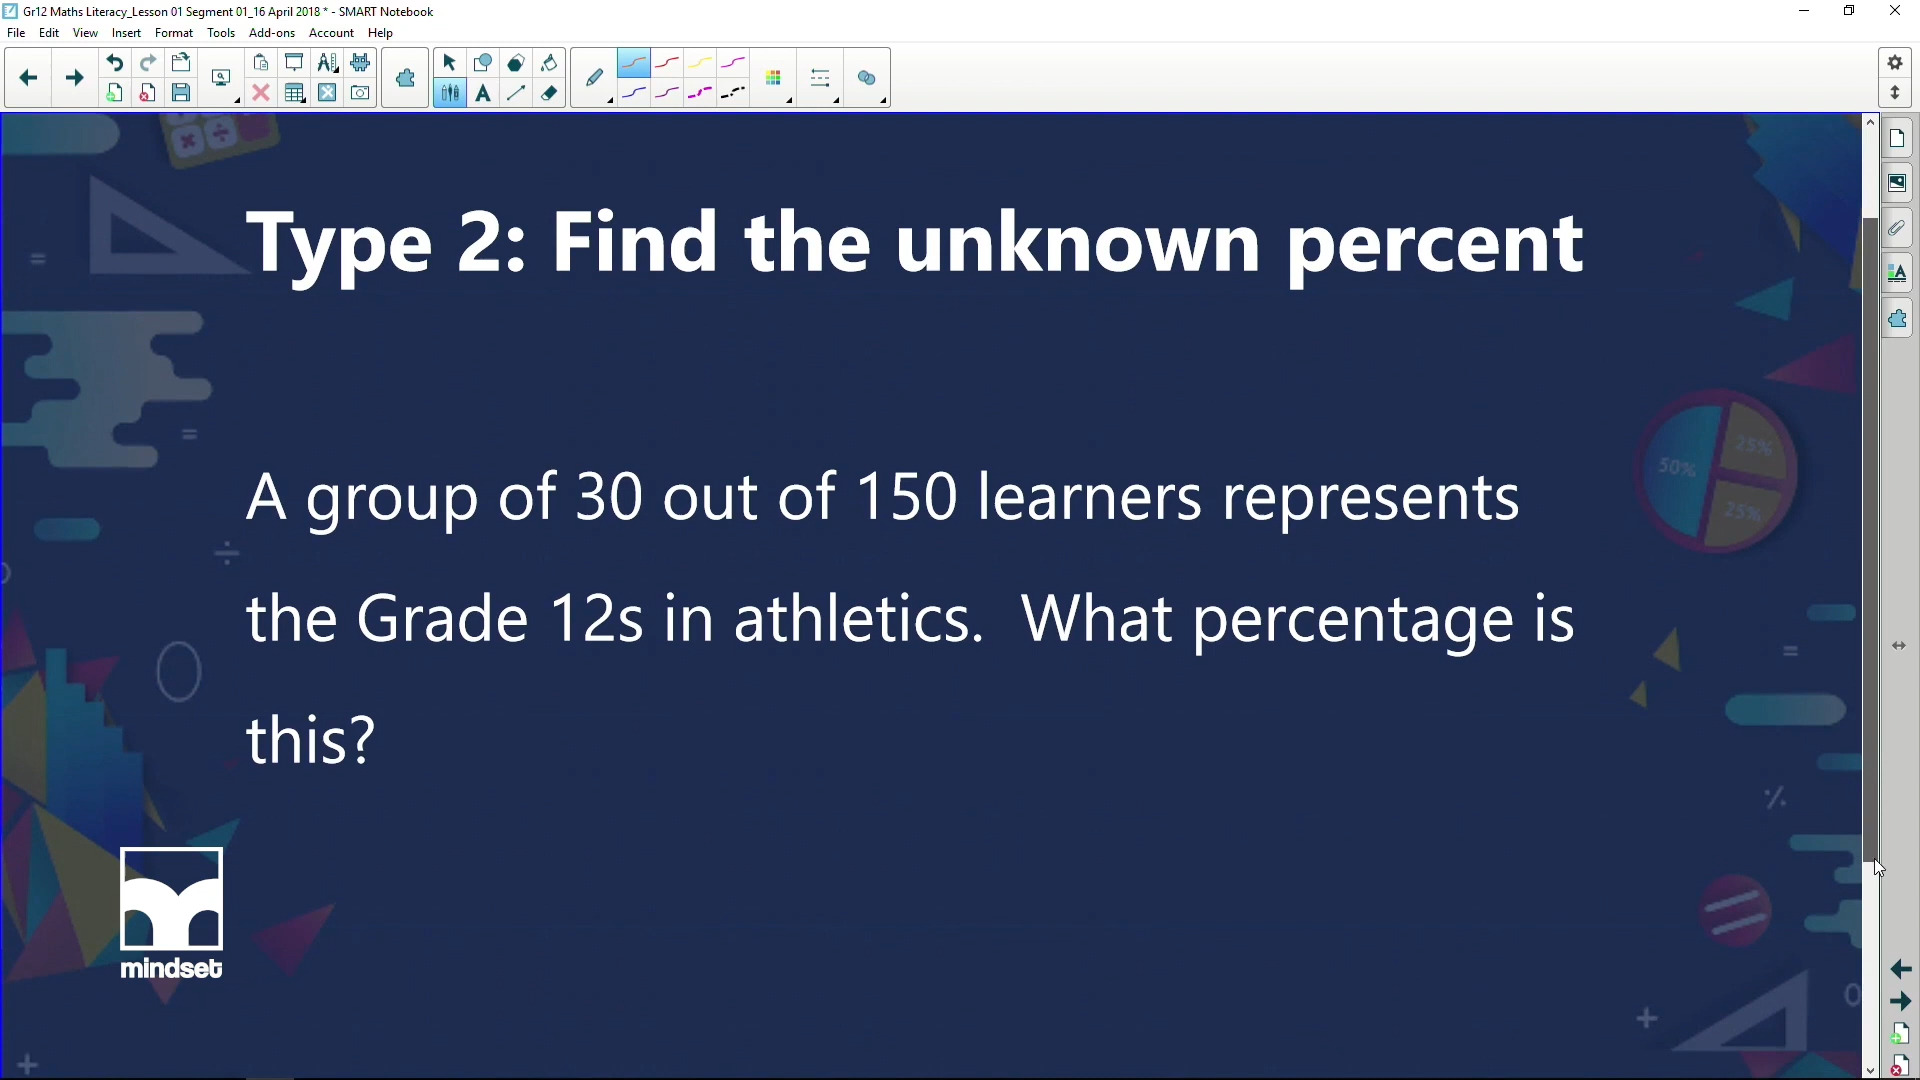 Gr12 Maths Literacy_Lesson 01 Segment 01_16 April 2018 * - SMART Notebook
File Edit View Insert Format Tools Add-ons Account Help
Type 2: Find the unknown percent
A group of 30 out of 150 learners represents
the Grade 12s in athletics. What percentage is
this?
50%
25%
25%
mindset